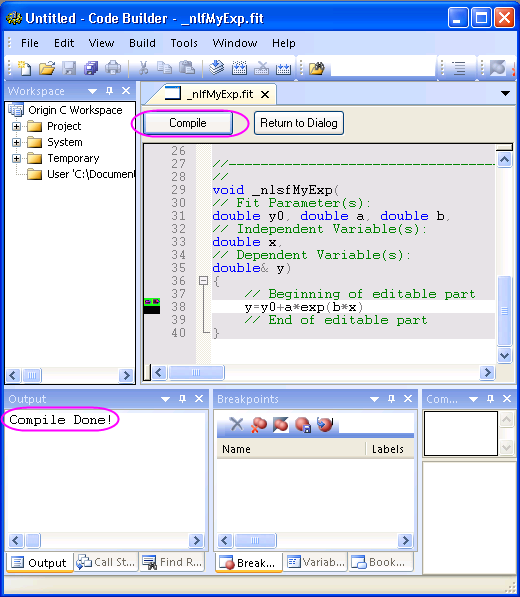 Untitled - Code Builder - _nlfMyExp.fit
File Edit View Build Tools Window Help
Workspace
Origin C Workspace
Project
System
Temporary
User 'C:\Document
_nlfMyExp.fit
Compile
Return to Dialog
26
27 //----------------------------------------
28 //
29 void _nlsfMyExp(
30 // Fit Parameter(s):
31 double y0, double a, double b,
32 // Independent Variable(s):
33 double x,
34 // Dependent Variable(s):
35 double& y)
36 {
37 // Beginning of editable part
38 y=y0+a*exp(b*x)
39 // End of editable part
40 }
Output
Compile Done!
Breakpoints
Name Labels
Com...
Output Call St... Find R...
Break... Variab... Book...